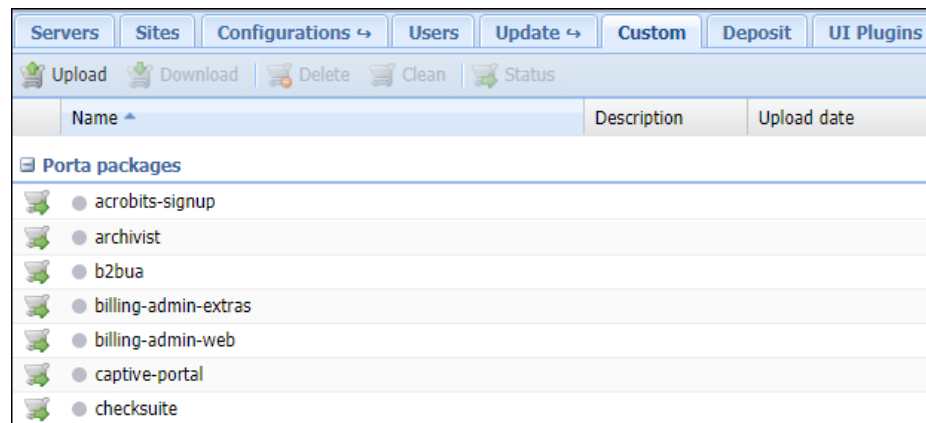 Servers Sites Configurations ↪ Users Update ↪ Custom Deposit UI Plugins
Upload Download Delete Clean Status
Name Description Upload date
Porta packages
acrobits-signup
archivist
b2bua
billing-admin-extras
billing-admin-web
captive-portal
checksuite